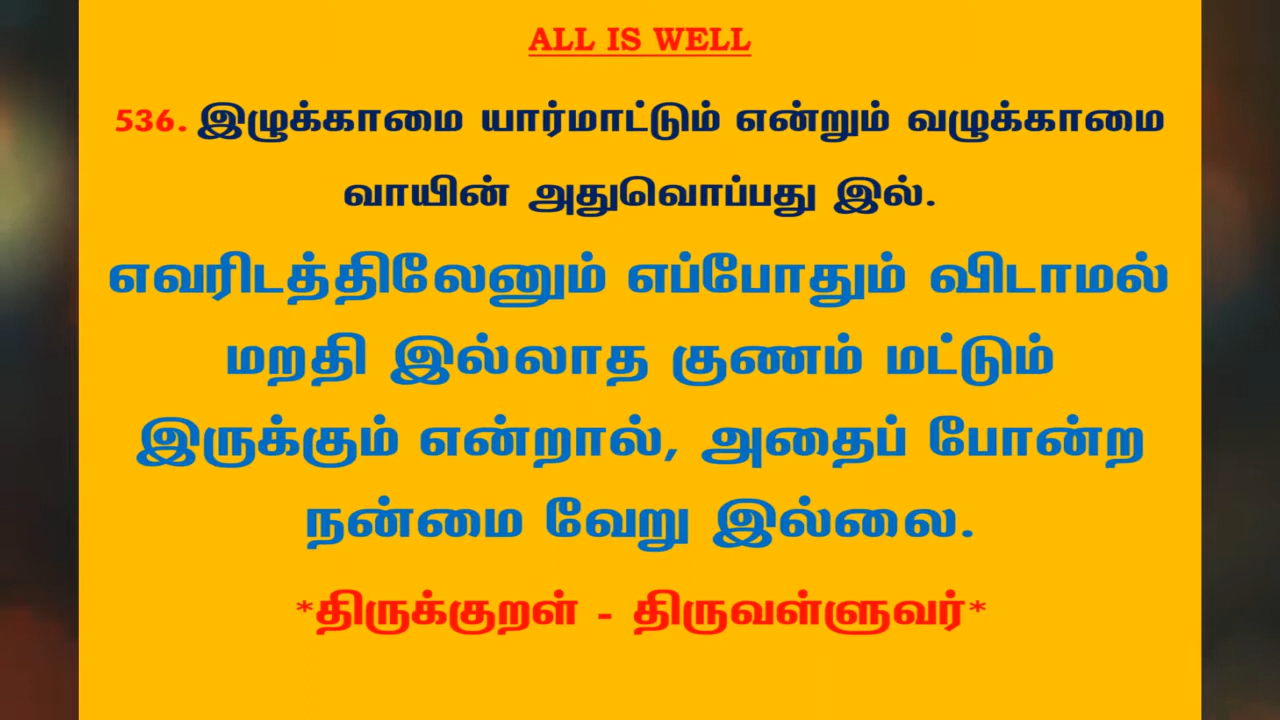 ALL IS WELL
536. இழுக்காமை யார்மாட்டும் என்றும் வழுக்காமை
வாயின் அதுவொப்பது இல்.
எவரிடத்திலேனும் எப்போதும் விடாமல்
மறதி இல்லாத குணம் மட்டும்
இருக்கும் என்றால், அதைப் போன்ற
நன்மை வேறு இல்லை.
*திருக்குறள் - திருவள்ளுவர்*